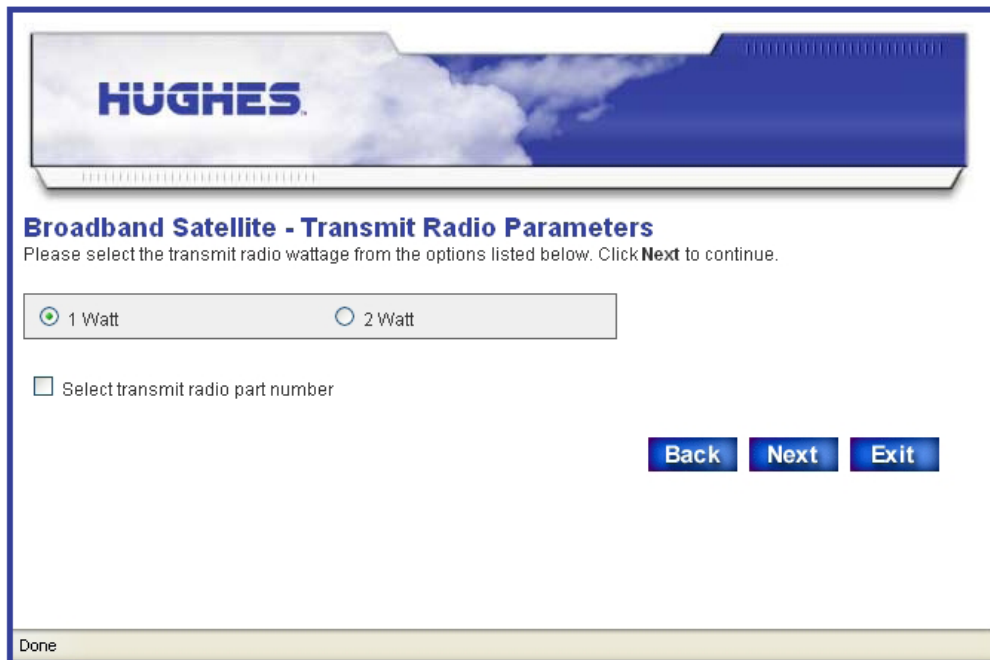 HUGHES
Broadband Satellite - Transmit Radio Parameters
Please select the transmit radio wattage from the options listed below. Click Next to continue.
1 Watt 2 Watt
Select transmit radio part number
Back Next Exit
Done